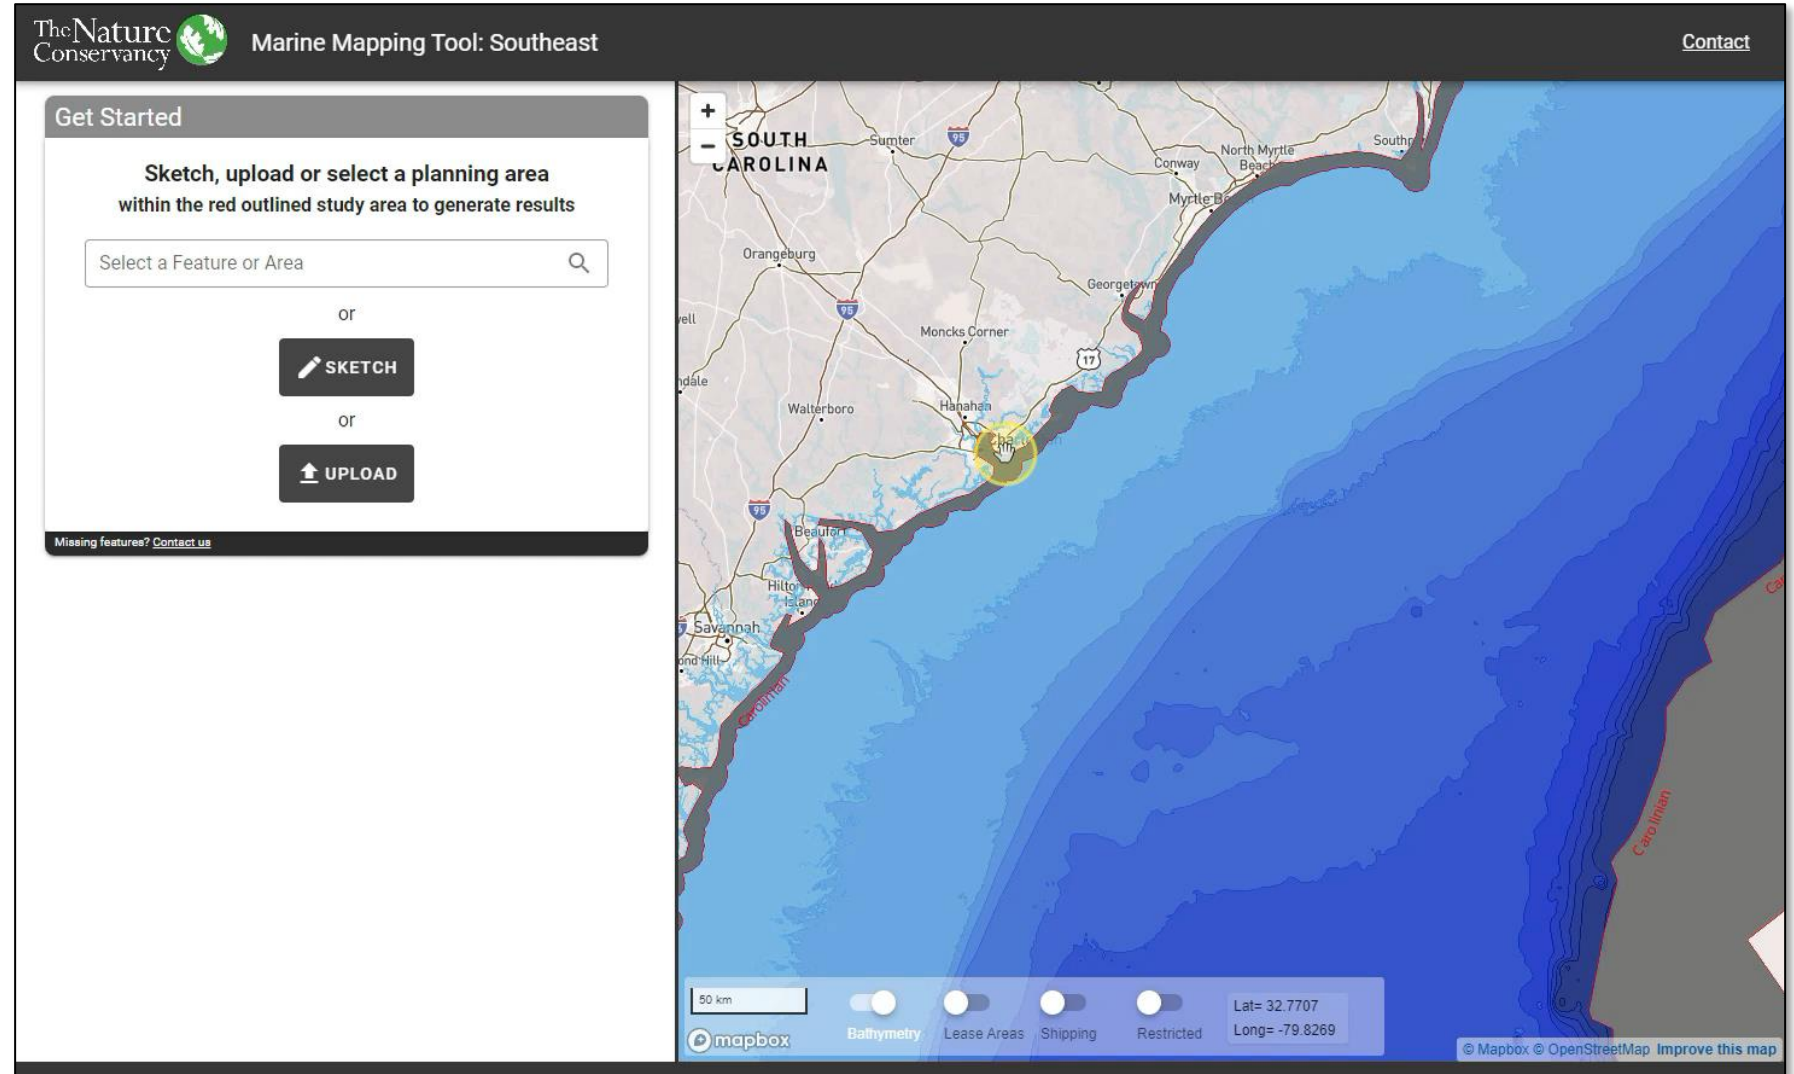 The Nature
Conservancy
Marine Mapping Tool: Southeast
Contact
Get Started
Sketch, upload or select a planning area
within the red outlined study area to generate results
Select a Feature or Area
or
SKETCH
or
UPLOAD
Missing features? Contact us
+
−
SOUTH
CAROLINA
Sumter
95
Conway
North Myrtle
Beach
Orangeburg
Georgetown
95
Moncks Corner
17
Walterboro
Hanahan
95
Beaufort
Hilton
Island
Savannah
ond Hill
Carolinian
Carolinian
50 km
mapbox
Bathymetry
Lease Areas
Shipping
Restricted
Lat= 32.7707
Long= -79.8269
© Mapbox © OpenStreetMap Improve this map